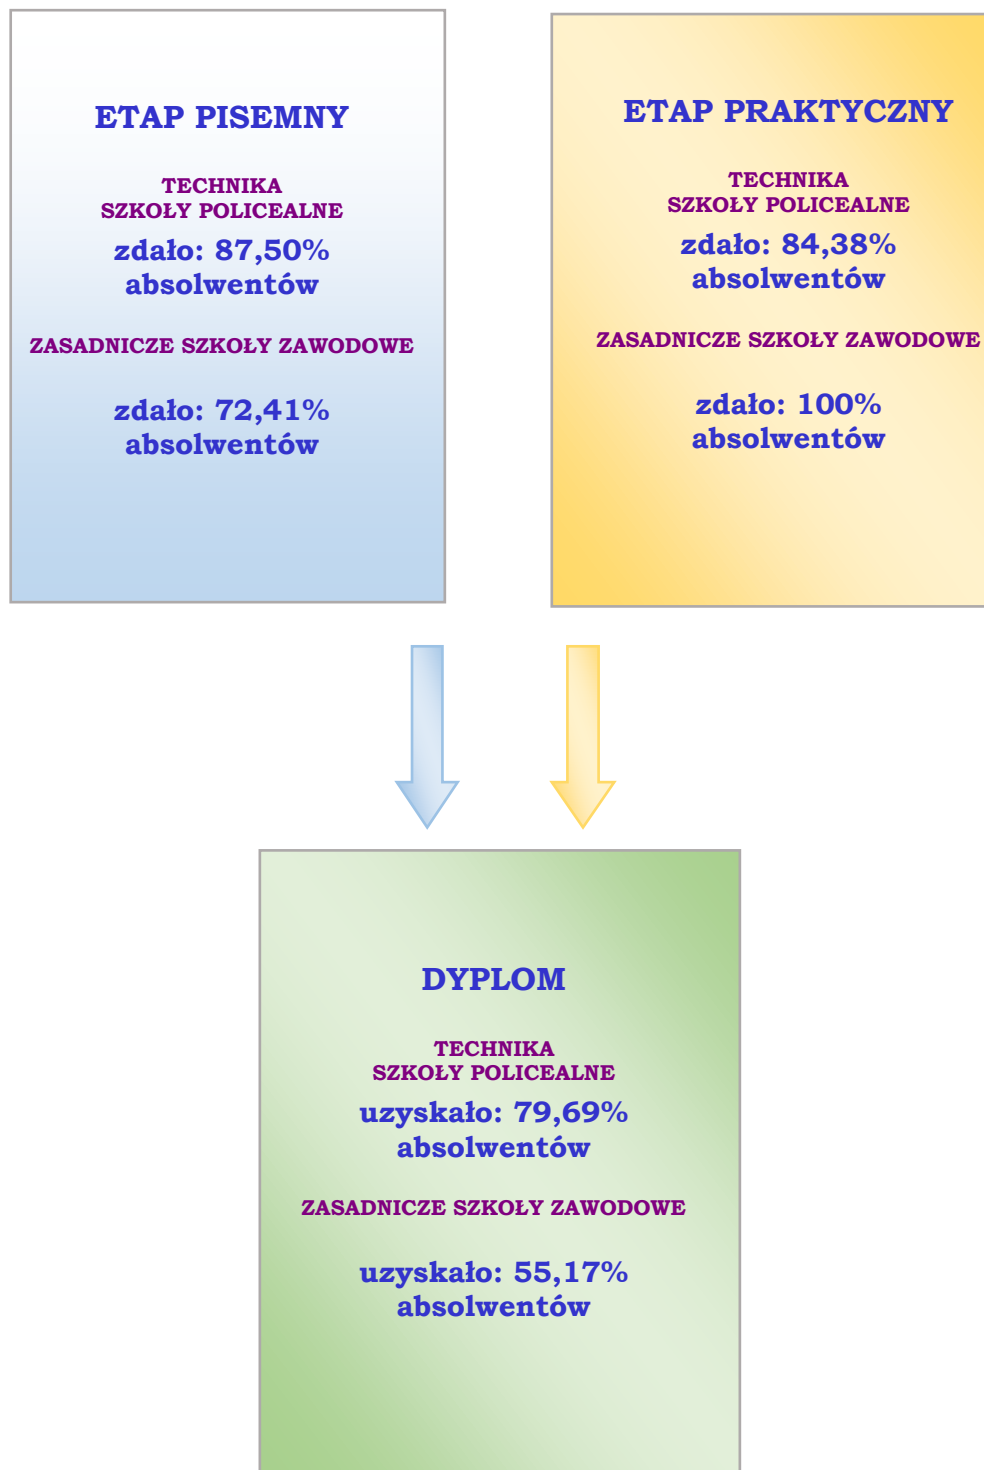 ETAP PISEMNY
TECHNIKA
SZKOŁY POLICEALNE
zdało: 87,50%
absolwentów
ZASADNICZE SZKOŁY ZAWODOWE
zdało: 72,41%
absolwentów
ETAP PRAKTYCZNY
TECHNIKA
SZKOŁY POLICEALNE
zdało: 84,38%
absolwentów
ZASADNICZE SZKOŁY ZAWODOWE
zdało: 100%
absolwentów
DYPLOM
TECHNIKA
SZKOŁY POLICEALNE
uzyskało: 79,69%
absolwentów
ZASADNICZE SZKOŁY ZAWODOWE
uzyskało: 55,17%
absolwentów